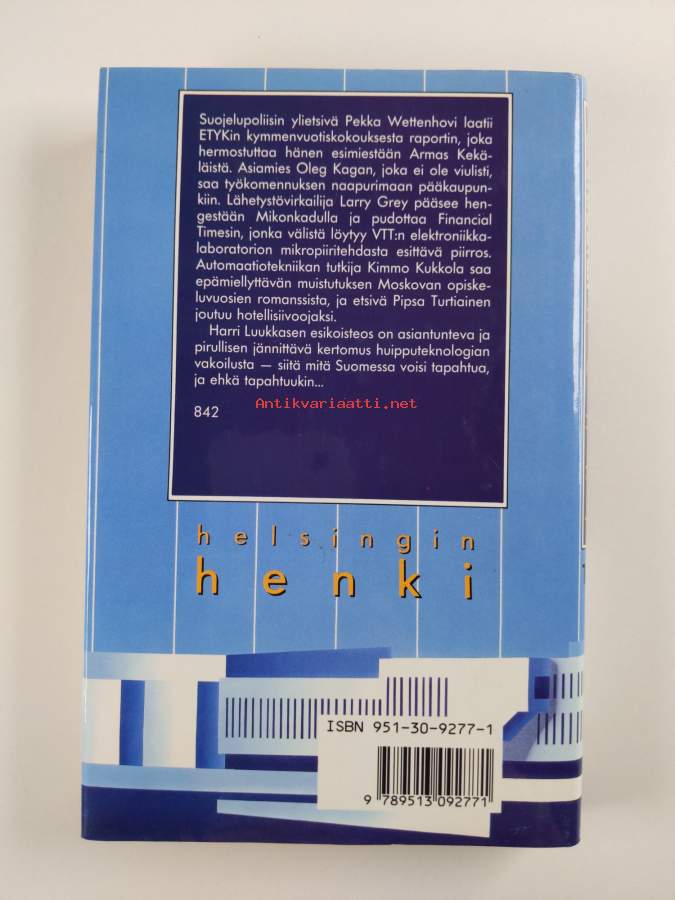 Suojelupoliisin ylietsivä Pekka Wettenhovi laatii
ETYKin kymmenvuotiskokouksesta raportin, joka
hermostuttaa hänen esimiestään Armas Kekä-
läistä. Asiamies Oleg Kagan, joka ei ole viulisti,
saa työkomennuksen naapurimaan pääkaupun-
kiin. Lähetystövirkailija Larry Grey pääsee hen-
gestään Mikonkadulla ja pudottaa Financial
Timesin, jonka välistä löytyy VTT:n elektroniikka-
laboratorion mikropiiritehdasta esittävä piirros.
Automaatiotekniikan tutkija Kimmo Kukkola saa
epämiellyttävän muistutuksen Moskovan opiske-
luvuosien romanssista, ja etsivä Pipsa Turtiainen
joutuu hotellisiivoojaksi.
Harri Luukkasen esikoisteos on asiantunteva ja
pirullisen jännittävä kertomus huipputeknologian
vakoilusta — siitä mitä Suomessa voisi tapahtua,
ja ehkä tapahtuukin...
Antikvariaatti.net
842
helsingin
henki
ISBN 951-30-9277-1
9 789513 092771